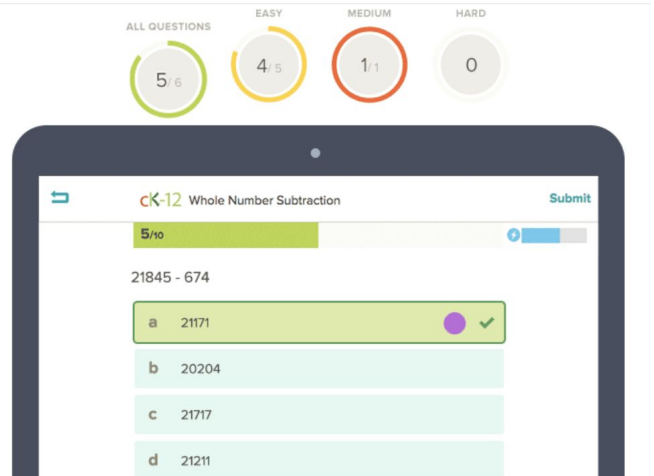 ALL QUESTIONS EASY MEDIUM HARD
5/ 6 4/ 5 1/ 1 0
cK-12 Whole Number Subtraction Submit
5/10
21845 - 674
a 21171
b 20204
c 21717
d 21211